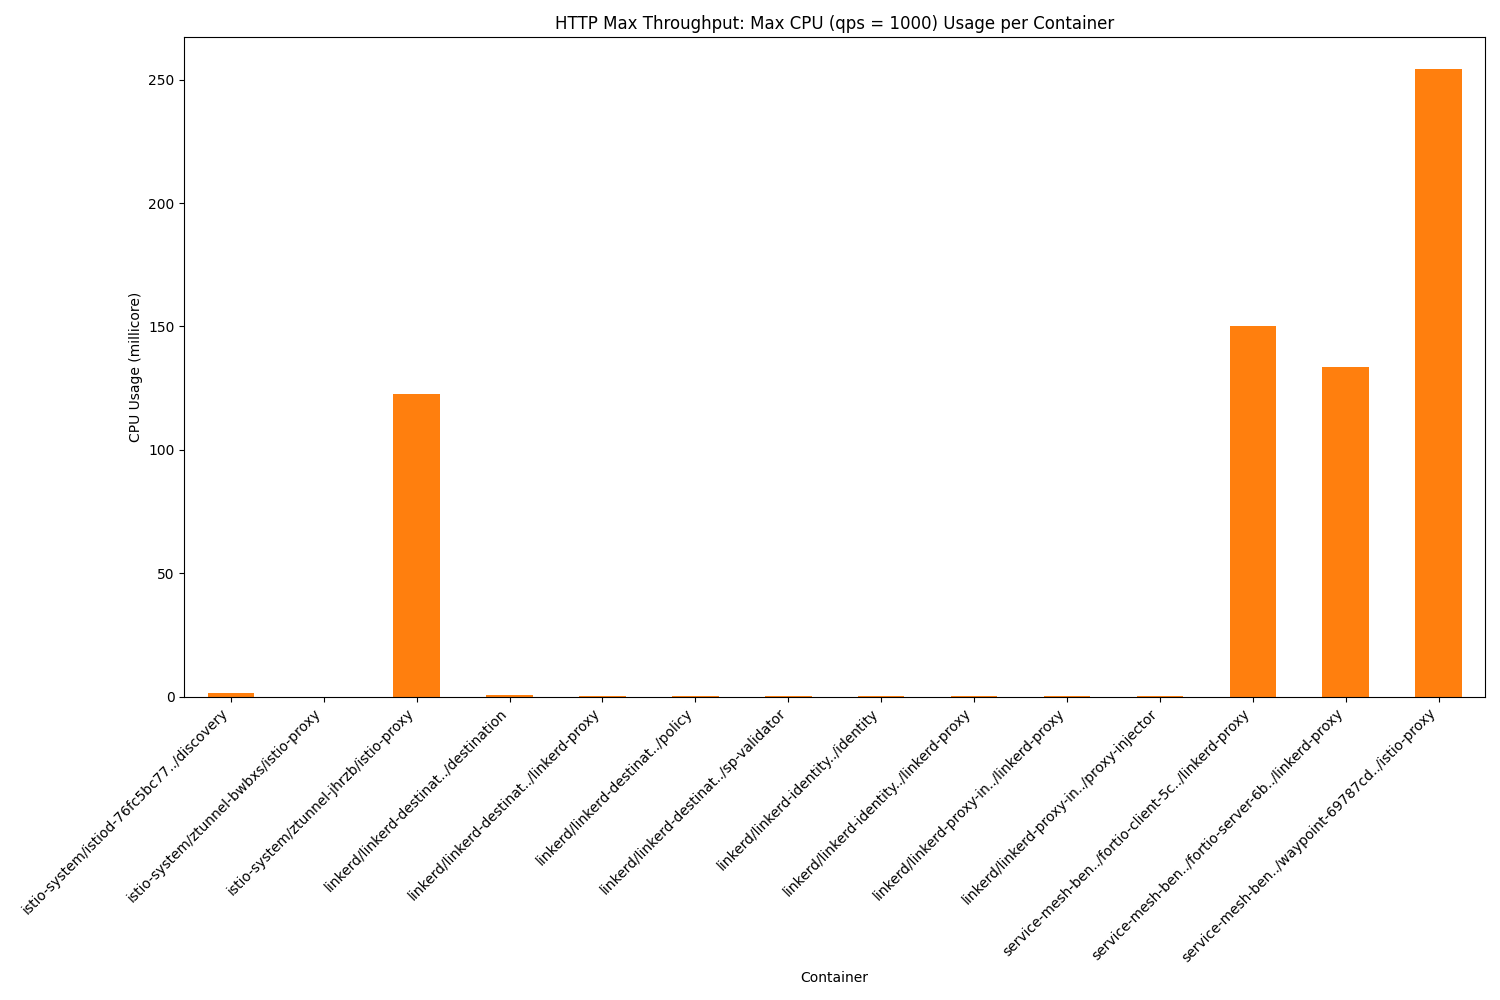 HTTP Max Throughput: Max CPU (qps = 1000) Usage per Container
CPU Usage (millicore)
250
200
150
100
50
0
istio-system/istiod-76fc5bc77../discovery
istio-system/ztunnel-bwbxs/istio-proxy
istio-system/ztunnel-jhrzb/istio-proxy
linkerd/linkerd-destinat../destination
linkerd/linkerd-destinat../linkerd-proxy
linkerd/linkerd-destinat../policy
linkerd/linkerd-destinat../sp-validator
linkerd/linkerd-identity../identity
linkerd/linkerd-identity../linkerd-proxy
linkerd/linkerd-proxy-in../linkerd-proxy
linkerd/linkerd-proxy-in../proxy-injector
service-mesh-ben../fortio-client-5c../linkerd-proxy
service-mesh-ben../fortio-server-6b../linkerd-proxy
service-mesh-ben../waypoint-69787cd../istio-proxy
Container